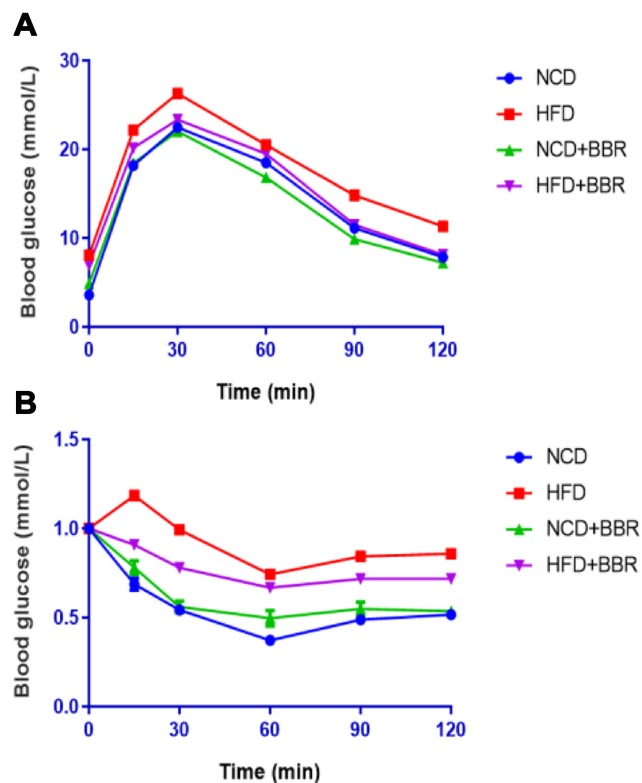 A
Blood glucose (mmol/L)
30
20
10
0
0 30 60 90 120
Time (min)
NCD
HFD
NCD+BBR
HFD+BBR
B
Blood glucose (mmol/L)
1.5
1.0
0.5
0.0
0 30 60 90 120
Time (min)
NCD
HFD
NCD+BBR
HFD+BBR